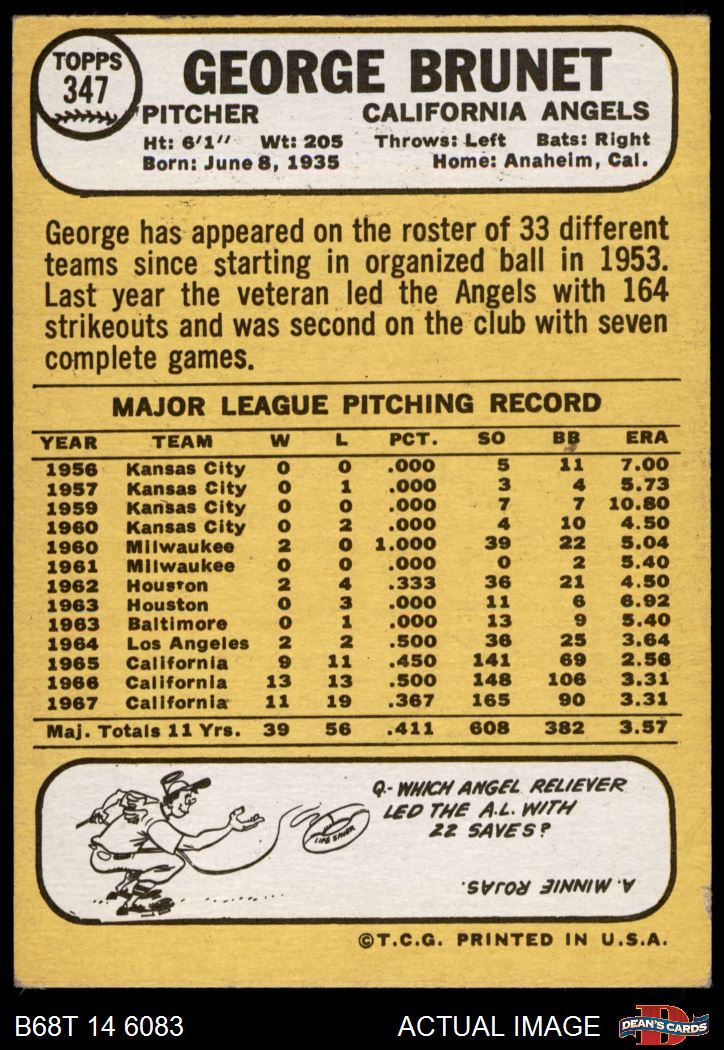 TOPPS
347
GEORGE BRUNET
PITCHER CALIFORNIA ANGELS
Ht: 6'1" Wt: 205 Throws: Left Bats: Right
Born: June 8, 1935 Home: Anaheim, Cal.
George has appeared on the roster of 33 different
teams since starting in organized ball in 1953.
Last year the veteran led the Angels with 164
strikeouts and was second on the club with seven
complete games.
MAJOR LEAGUE PITCHING RECORD
YEAR TEAM W L PCT. SO BB ERA
1956 Kansas City 0 0 .000 5 11 7.00
1957 Kansas City 0 1 .000 3 4 5.73
1959 Kansas City 0 0 .000 7 7 10.80
1960 Kansas City 0 2 .000 4 10 4.50
1960 Milwaukee 2 0 1.000 39 22 5.04
1961 Milwaukee 0 0 .000 0 2 5.40
1962 Houston 2 4 .333 36 21 4.50
1963 Houston 0 3 .000 11 6 6.92
1963 Baltimore 0 1 .000 13 9 5.40
1964 Los Angeles 2 2 .500 36 25 3.64
1965 California 9 11 .450 141 69 2.56
1966 California 13 13 .500 148 106 3.31
1967 California 11 19 .367 165 90 3.31
Maj. Totals 11 Yrs. 39 56 .411 608 382 3.57
Q- WHICH ANGEL RELIEVER
LED THE A.L. WITH
22 SAVES?
LIFE SAVER
A. MINNIE ROJAS.
©T.C.G. PRINTED IN U.S.A.
B68T 14 6083 ACTUAL IMAGE
D
DEAN'S CARDS